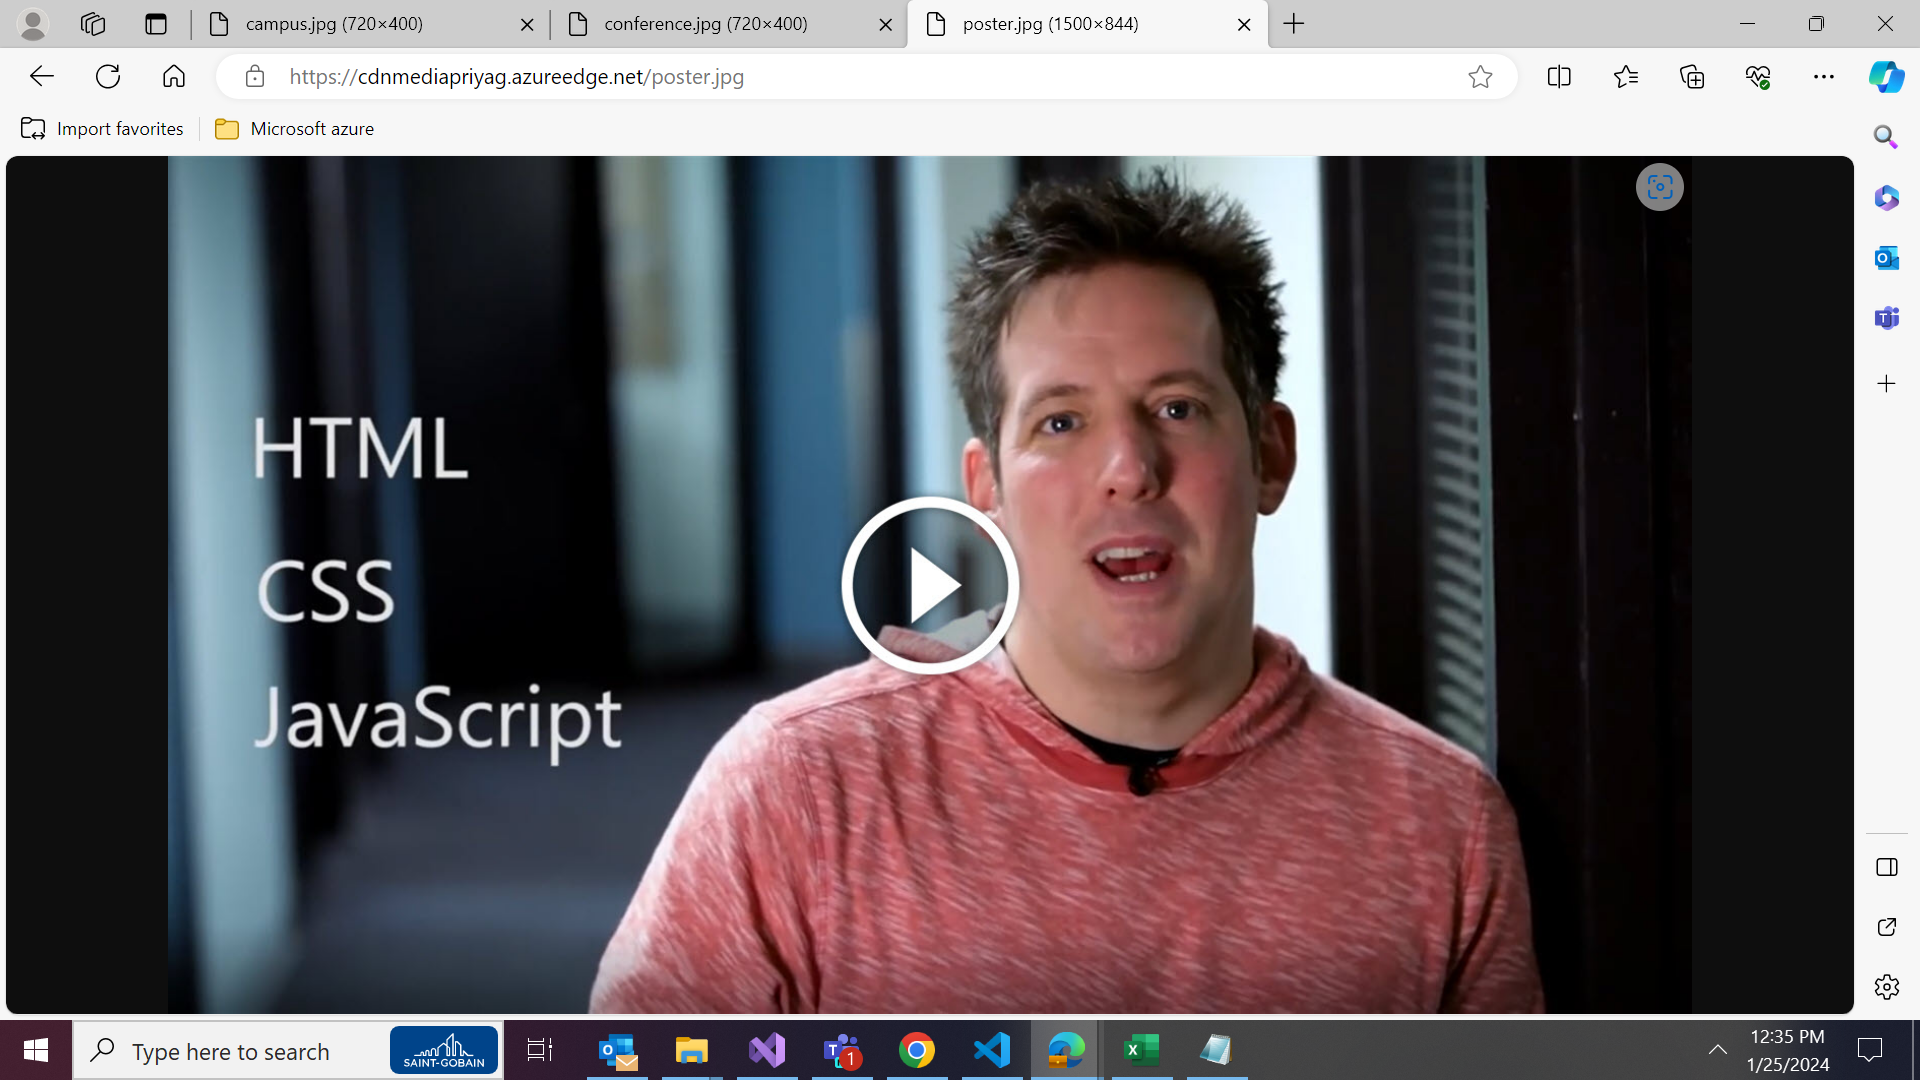 campus.jpg (720×400)
conference.jpg (720×400)
poster.jpg (1500×844)
https://cdnmediapriyag.azureedge.net/poster.jpg
Import favorites
Microsoft azure
HTML
CSS
JavaScript
Type here to search
SAINT-GOBAIN
1
12:35 PM
1/25/2024